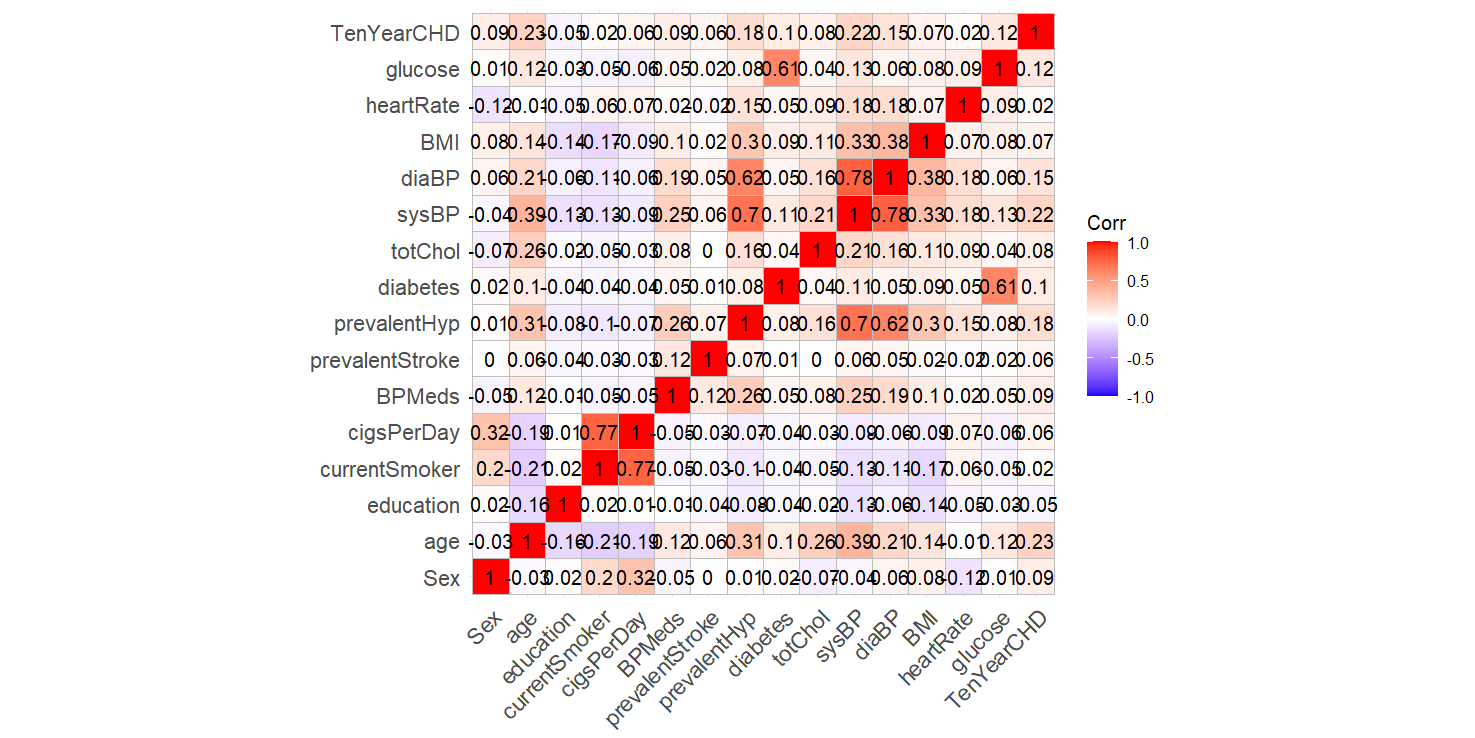 TenYearCHD 0.09 0.23 -0.05 0.02 0.06 0.09 0.06 0.18 0.1 0.08 0.22 0.15 0.07 0.02 0.12 1
glucose 0.01 0.12 -0.03 -0.05 -0.06 0.05 0.02 0.08 0.61 0.04 0.13 0.06 0.08 0.09 1 0.12
heartRate -0.12 -0.01 -0.05 0.06 0.07 0.02 -0.02 0.15 0.05 0.09 0.18 0.18 0.07 1 0.09 0.02
BMI 0.08 0.14 -0.14 -0.17 -0.09 0.1 0.02 0.3 0.09 0.11 0.33 0.38 1 0.07 0.08 0.07
diaBP 0.06 0.21 -0.06 -0.11 -0.06 0.19 0.05 0.62 0.05 0.16 0.78 1 0.38 0.18 0.06 0.15
sysBP -0.04 0.39 -0.13 -0.13 -0.09 0.25 0.06 0.7 0.11 0.21 1 0.78 0.33 0.18 0.13 0.22
totChol -0.07 0.26 -0.02 -0.05 -0.03 0.08 0 0.16 0.04 1 0.21 0.16 0.11 0.09 0.04 0.08
diabetes 0.02 0.1 -0.04 -0.04 -0.04 0.05 0.01 0.08 1 0.04 0.11 0.05 0.09 0.05 0.61 0.1
prevalentHyp 0.01 0.31 -0.08 -0.1 -0.07 0.26 0.07 1 0.08 0.16 0.7 0.62 0.3 0.15 0.08 0.18
prevalentStroke 0 0.06 -0.04 -0.03 -0.03 0.12 1 0.07 0.01 0 0.06 0.05 0.02 -0.02 0.02 0.06
BPMeds -0.05 0.12 -0.01 -0.05 -0.05 1 0.12 0.26 0.05 0.08 0.25 0.19 0.1 0.02 0.05 0.09
cigsPerDay 0.32 -0.19 0.01 0.77 1 -0.05 -0.03 -0.07 -0.04 -0.03 -0.09 -0.06 -0.09 0.07 -0.06 0.06
currentSmoker 0.2 -0.21 0.02 1 0.77 -0.05 -0.03 -0.1 -0.04 -0.05 -0.13 -0.11 -0.17 0.06 -0.05 0.02
education 0.02 -0.16 1 0.02 0.01 -0.01 -0.04 -0.08 -0.04 -0.02 -0.13 -0.06 -0.14 -0.05 -0.03 -0.05
age -0.03 1 -0.16 -0.21 -0.19 0.12 0.06 0.31 0.1 0.26 0.39 0.21 0.14 -0.01 0.12 0.23
Sex 1 -0.03 0.02 0.2 0.32 -0.05 0 0.01 0.02 -0.07 -0.04 0.06 0.08 -0.12 0.01 0.09
Sex age education currentSmoker cigsPerDay BPMeds prevalentStroke prevalentHyp diabetes totChol sysBP diaBP BMI heartRate glucose TenYearCHD
Corr
1.0
0.5
0.0
-0.5
-1.0